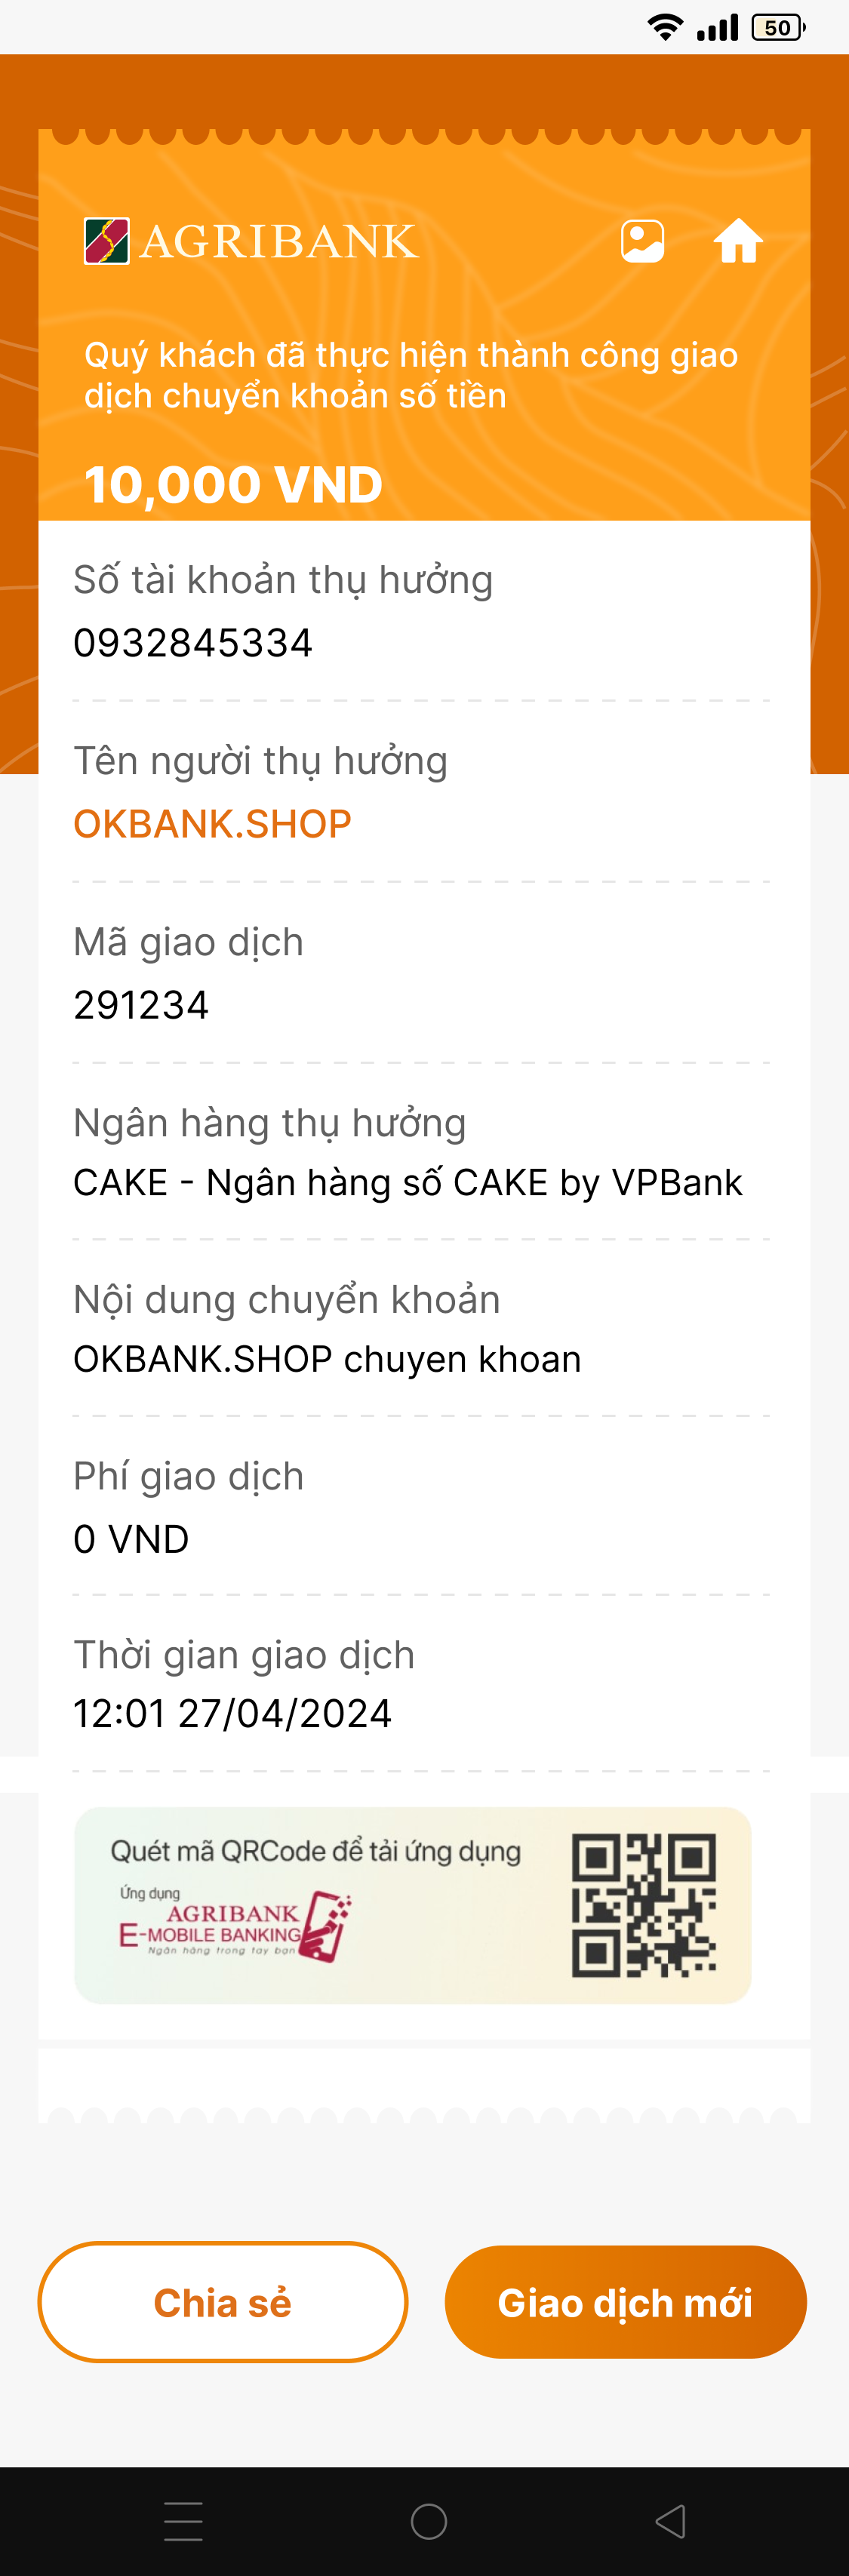 50
AGRIBANK
Quý khách đã thực hiện thành công giao
dịch chuyển khoản số tiền
10,000 VND
Số tài khoản thụ hưởng
0932845334
Tên người thụ hưởng
OKBANK.SHOP
Mã giao dịch
291234
Ngân hàng thụ hưởng
CAKE - Ngân hàng số CAKE by VPBank
Nội dung chuyển khoản
OKBANK.SHOP chuyen khoan
Phí giao dịch
0 VND
Thời gian giao dịch
12:01 27/04/2024
Quét mã QRCode để tải ứng dụng
Ứng dụng
AGRIBANK
E-MOBILE BANKING
Ngân hàng trong tay bạn
Chia sẻ
Giao dịch mới